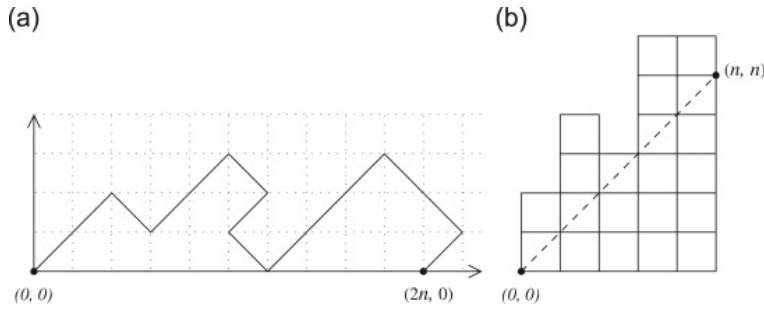 (a)
(b)
(n, n)
(0, 0)
(2n, 0)
(0, 0)